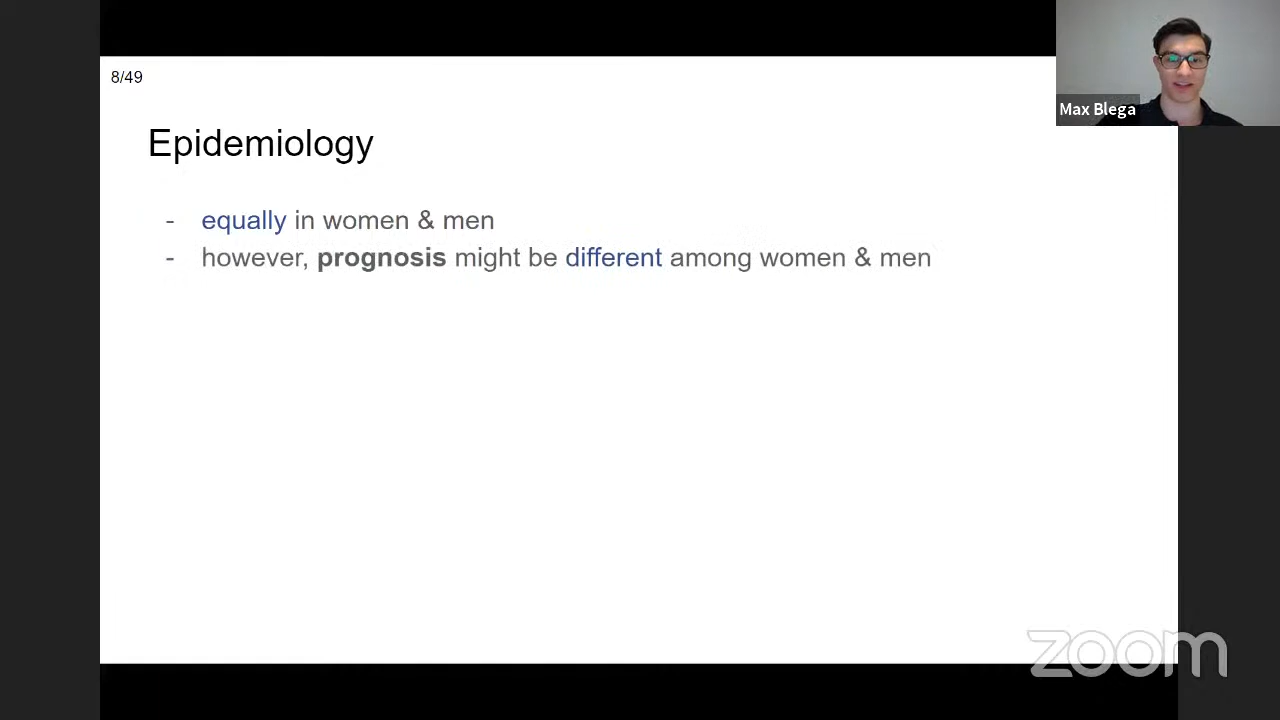 8/49
Max Blega
Epidemiology
- equally in women & men
- however, prognosis might be different among women & men
zoom